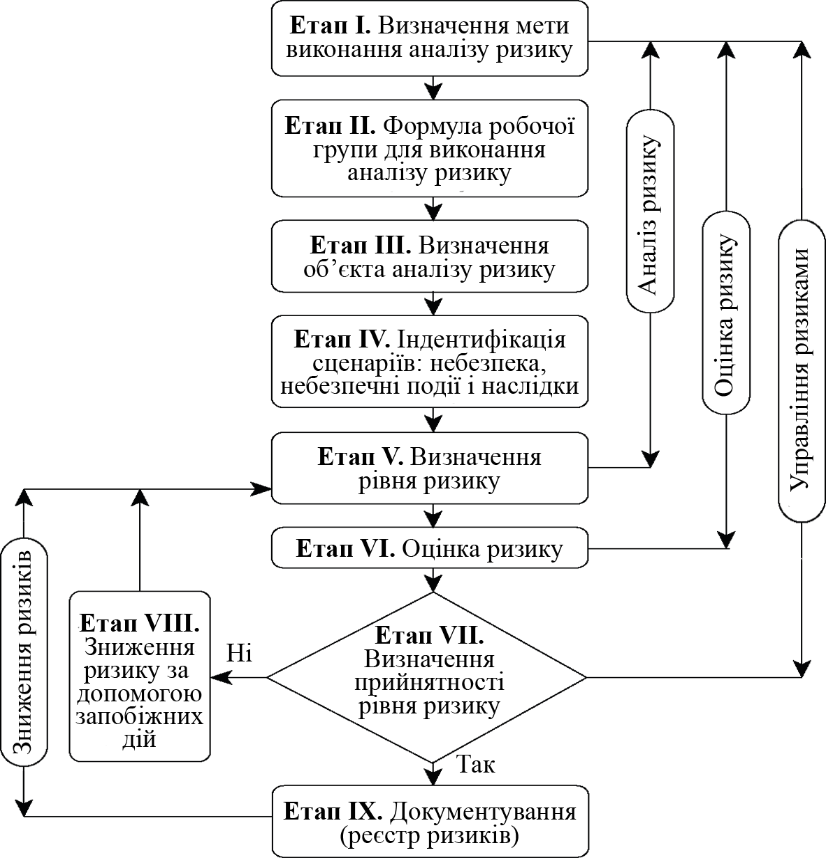 Етап I. Визначення мети
виконання аналізу ризику
Етап II. Формула робочої
групи для виконання
аналізу ризику
Етап III. Визначення
об’єкта аналізу ризику
Етап IV. Індентифікація
сценаріїв: небезпека,
небезпечні події і наслідки
Етап V. Визначення
рівня ризику
Етап VI. Оцінка ризику
Етап VII.
Визначення
прийнятності
рівня ризику
Ні
Етап VIII.
Зниження
ризику за
допомогою
запобіжних
дій
Так
Етап IX. Документування
(реєстр ризиків)
Зниження ризиків
Аналіз ризику
Оцінка ризику
Управління ризиками